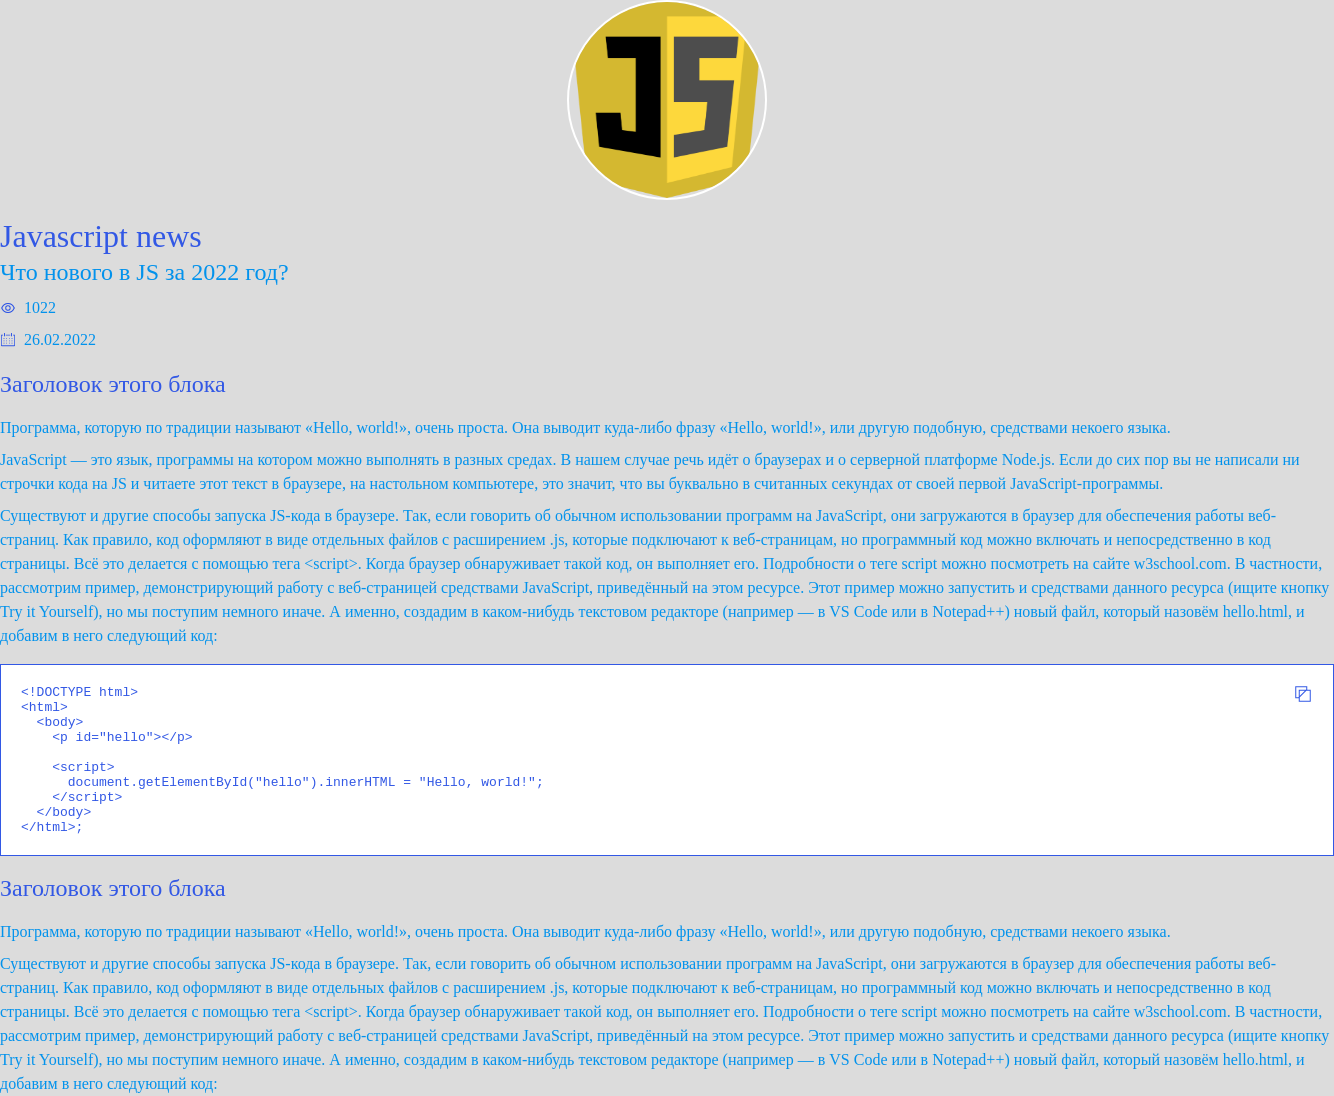 JS
Javascript news
Что нового в JS за 2022 год?
1022
26.02.2022
Заголовок этого блока
Программа, которую по традиции называют «Hello, world!», очень проста. Она выводит куда-либо фразу «Hello, world!», или другую подобную, средствами некоего языка.
JavaScript — это язык, программы на котором можно выполнять в разных средах. В нашем случае речь идёт о браузерах и о серверной платформе Node.js. Если до сих пор вы не написали ни
строчки кода на JS и читаете этот текст в браузере, на настольном компьютере, это значит, что вы буквально в считанных секундах от своей первой JavaScript-программы.
Существуют и другие способы запуска JS-кода в браузере. Так, если говорить об обычном использовании программ на JavaScript, они загружаются в браузер для обеспечения работы веб-
страниц. Как правило, код оформляют в виде отдельных файлов с расширением .js, которые подключают к веб-страницам, но программный код можно включать и непосредственно в код
страницы. Всё это делается с помощью тега <script>. Когда браузер обнаруживает такой код, он выполняет его. Подробности о теге script можно посмотреть на сайте w3school.com. В частности,
рассмотрим пример, демонстрирующий работу с веб-страницей средствами JavaScript, приведённый на этом ресурсе. Этот пример можно запустить и средствами данного ресурса (ищите кнопку
Try it Yourself), но мы поступим немного иначе. А именно, создадим в каком-нибудь текстовом редакторе (например — в VS Code или в Notepad++) новый файл, который назовём hello.html, и
добавим в него следующий код:
<!DOCTYPE html>
<html>
  <body>
    <p id="hello"></p>

    <script>
      document.getElementById("hello").innerHTML = "Hello, world!";
    </script>
  </body>
</html>;
Заголовок этого блока
Программа, которую по традиции называют «Hello, world!», очень проста. Она выводит куда-либо фразу «Hello, world!», или другую подобную, средствами некоего языка.
Существуют и другие способы запуска JS-кода в браузере. Так, если говорить об обычном использовании программ на JavaScript, они загружаются в браузер для обеспечения работы веб-
страниц. Как правило, код оформляют в виде отдельных файлов с расширением .js, которые подключают к веб-страницам, но программный код можно включать и непосредственно в код
страницы. Всё это делается с помощью тега <script>. Когда браузер обнаруживает такой код, он выполняет его. Подробности о теге script можно посмотреть на сайте w3school.com. В частности,
рассмотрим пример, демонстрирующий работу с веб-страницей средствами JavaScript, приведённый на этом ресурсе. Этот пример можно запустить и средствами данного ресурса (ищите кнопку
Try it Yourself), но мы поступим немного иначе. А именно, создадим в каком-нибудь текстовом редакторе (например — в VS Code или в Notepad++) новый файл, который назовём hello.html, и
добавим в него следующий код: